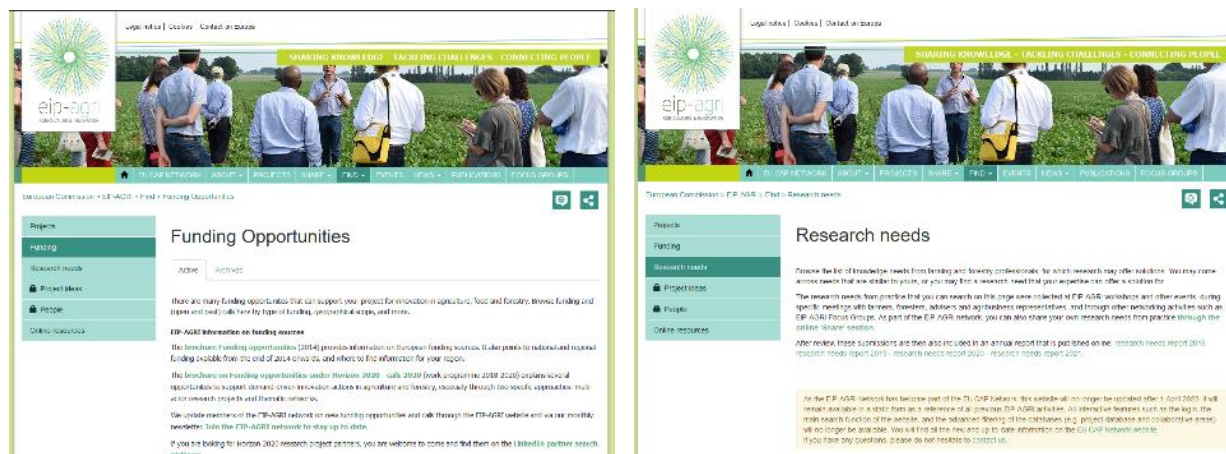 Legal notice | Cookies | Contact on Europa
SHARING KNOWLEDGE - TACKLING CHALLENGES - CONNECTING PEOPLE
eip-agri
AGRICULTURE & INNOVATION
EU CAP NETWORK ABOUT PROJECTS SHARE FIND EVENTS NEWS PUBLICATIONS FOCUS GROUPS
European Commission > EIP-AGRI > Find > Funding Opportunities
Projects
Funding
Research needs
Project Ideas
People
Online resources
Funding Opportunities
Active Archived
There are many funding opportunities that can support your project for innovation in agriculture, food and forestry. Browse funding and
(open and past) calls here by type of funding, geographical scope, and more.
EIP-AGRI information on funding sources
The brochure Funding opportunities (2014) provides information on European funding sources. It also points to national and regional
funding available from the end of 2014 onwards, and where to find information for your region.
The brochure on Funding opportunities under Horizon 2020 - calls 2020 (work programme 2018-2020) explains several
opportunities to support demand-driven innovation actions in agriculture and forestry, especially through two specific approaches: multi-
actor research projects and thematic networks.
We update members of the EIP-AGRI network on new funding opportunities and calls through the EIP-AGRI website and via our monthly
newsletter. Join the EIP-AGRI network to stay up to date.
If you are looking for Horizon 2020 research project partners, you are welcome to come and find them on the LinkedIn partner search
Legal notice | Cookies | Contact on Europa
SHARING KNOWLEDGE - TACKLING CHALLENGES - CONNECTING PEOPLE
eip-agri
AGRICULTURE & INNOVATION
EU CAP NETWORK ABOUT PROJECTS SHARE FIND EVENTS NEWS PUBLICATIONS FOCUS GROUPS
European Commission > EIP-AGRI > Find > Research needs
Projects
Funding
Research needs
Project Ideas
People
Online resources
Research needs
Browse the list of knowledge needs from farming and forestry professionals, for which research may offer solutions. You may come
across needs that are similar to yours, or you may find a research need that your expertise can offer a solution for.
The research needs from practice that you can search on this page were collected at EIP-AGRI workshops and other events, during
specific meetings with farmers, foresters, advisers and agribusiness representatives, and through other networking activities such as
EIP-AGRI Focus Groups. As part of the EIP-AGRI network, you can also share your own research needs from practice through the
online 'Share' section.
After review, these submissions are then also included in an annual report that is published online: research needs report 2018 -
research needs report 2019 - research needs report 2020 - research needs report 2021.
As the EIP-AGRI Network has become part of the EU CAP Network, this website will no longer be updated after 1 April 2023. It will
remain available in a static form as a reference of all previous EIP-AGRI activities. All interactive features such as the log in, the
main search function of the website, and the advanced filtering of the databases (e.g. project database and collaborative areas)
will no longer be available. You will find all the new and up to date information on the EU CAP Network website.
If you have any questions, please do not hesitate to contact us.